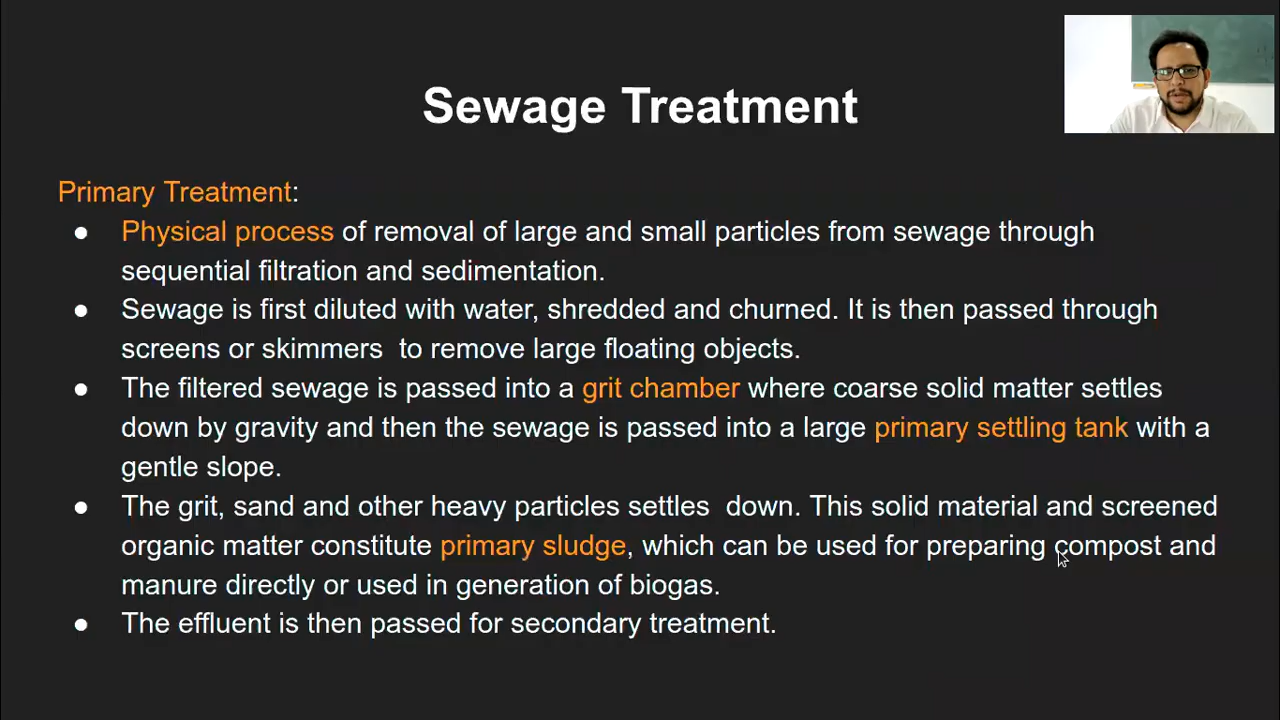 Sewage Treatment
Primary Treatment:
● Physical process of removal of large and small particles from sewage through
sequential filtration and sedimentation.
● Sewage is first diluted with water, shredded and churned. It is then passed through
screens or skimmers  to remove large floating objects.
● The filtered sewage is passed into a grit chamber where coarse solid matter settles
down by gravity and then the sewage is passed into a large primary settling tank with a
gentle slope.
● The grit, sand and other heavy particles settles  down. This solid material and screened
organic matter constitute primary sludge, which can be used for preparing compost and
manure directly or used in generation of biogas.
● The effluent is then passed for secondary treatment.